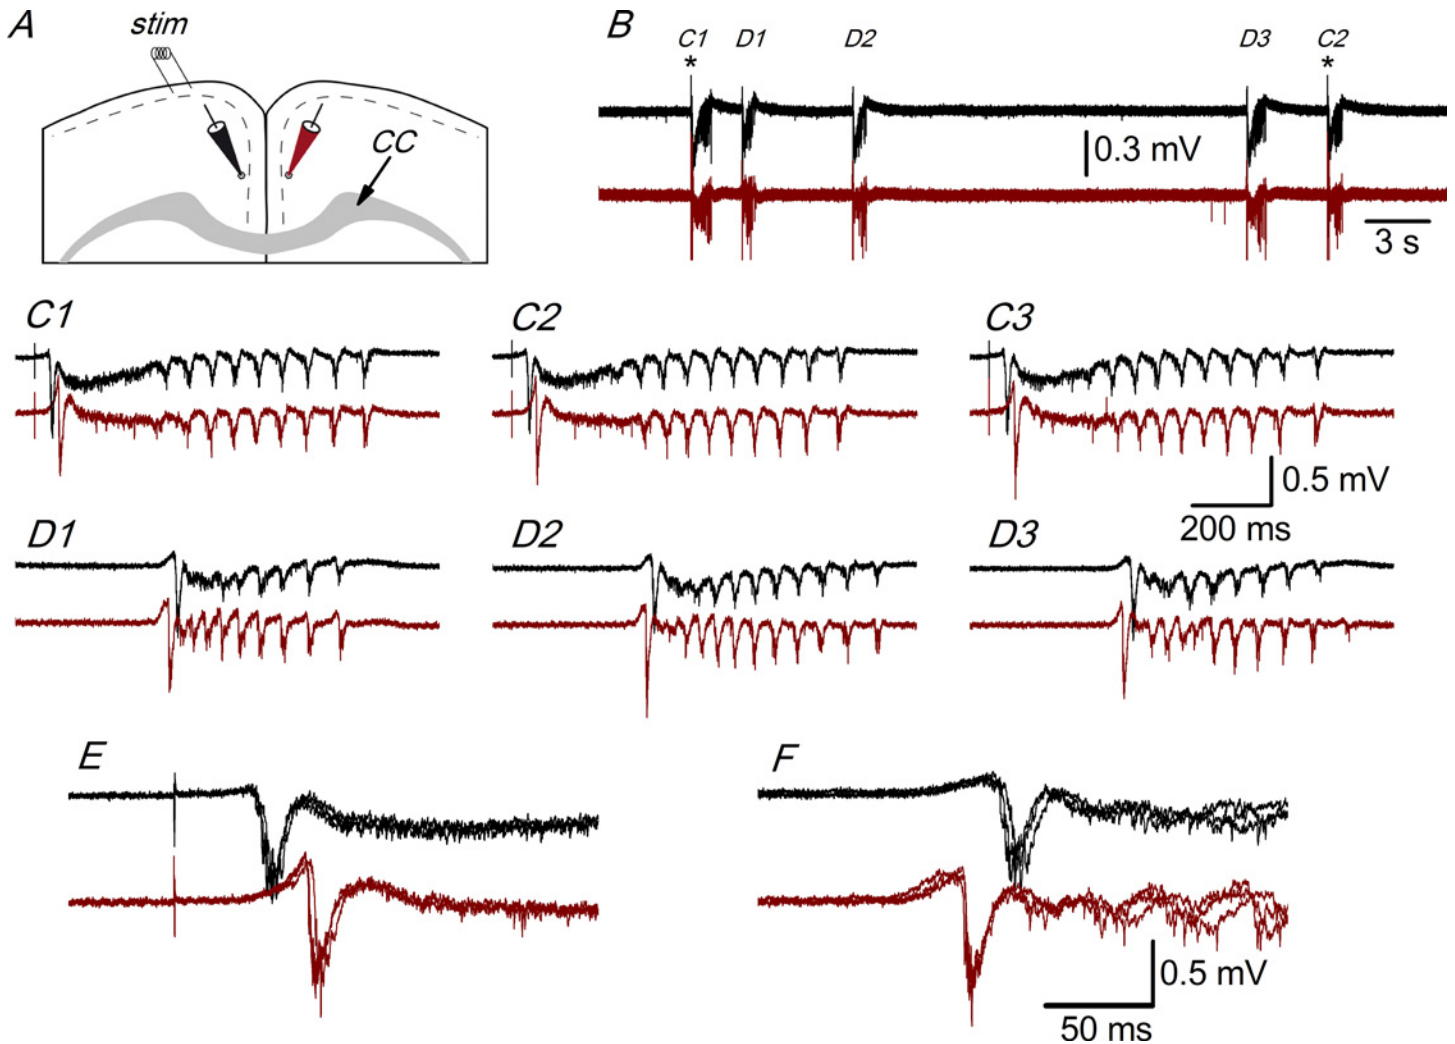 A
stim
CC
B
C1 D1 D2 D3 C2
* *
0.3 mV
3 s
C1 C2 C3
0.5 mV
200 ms
D1 D2 D3
E F
0.5 mV
50 ms